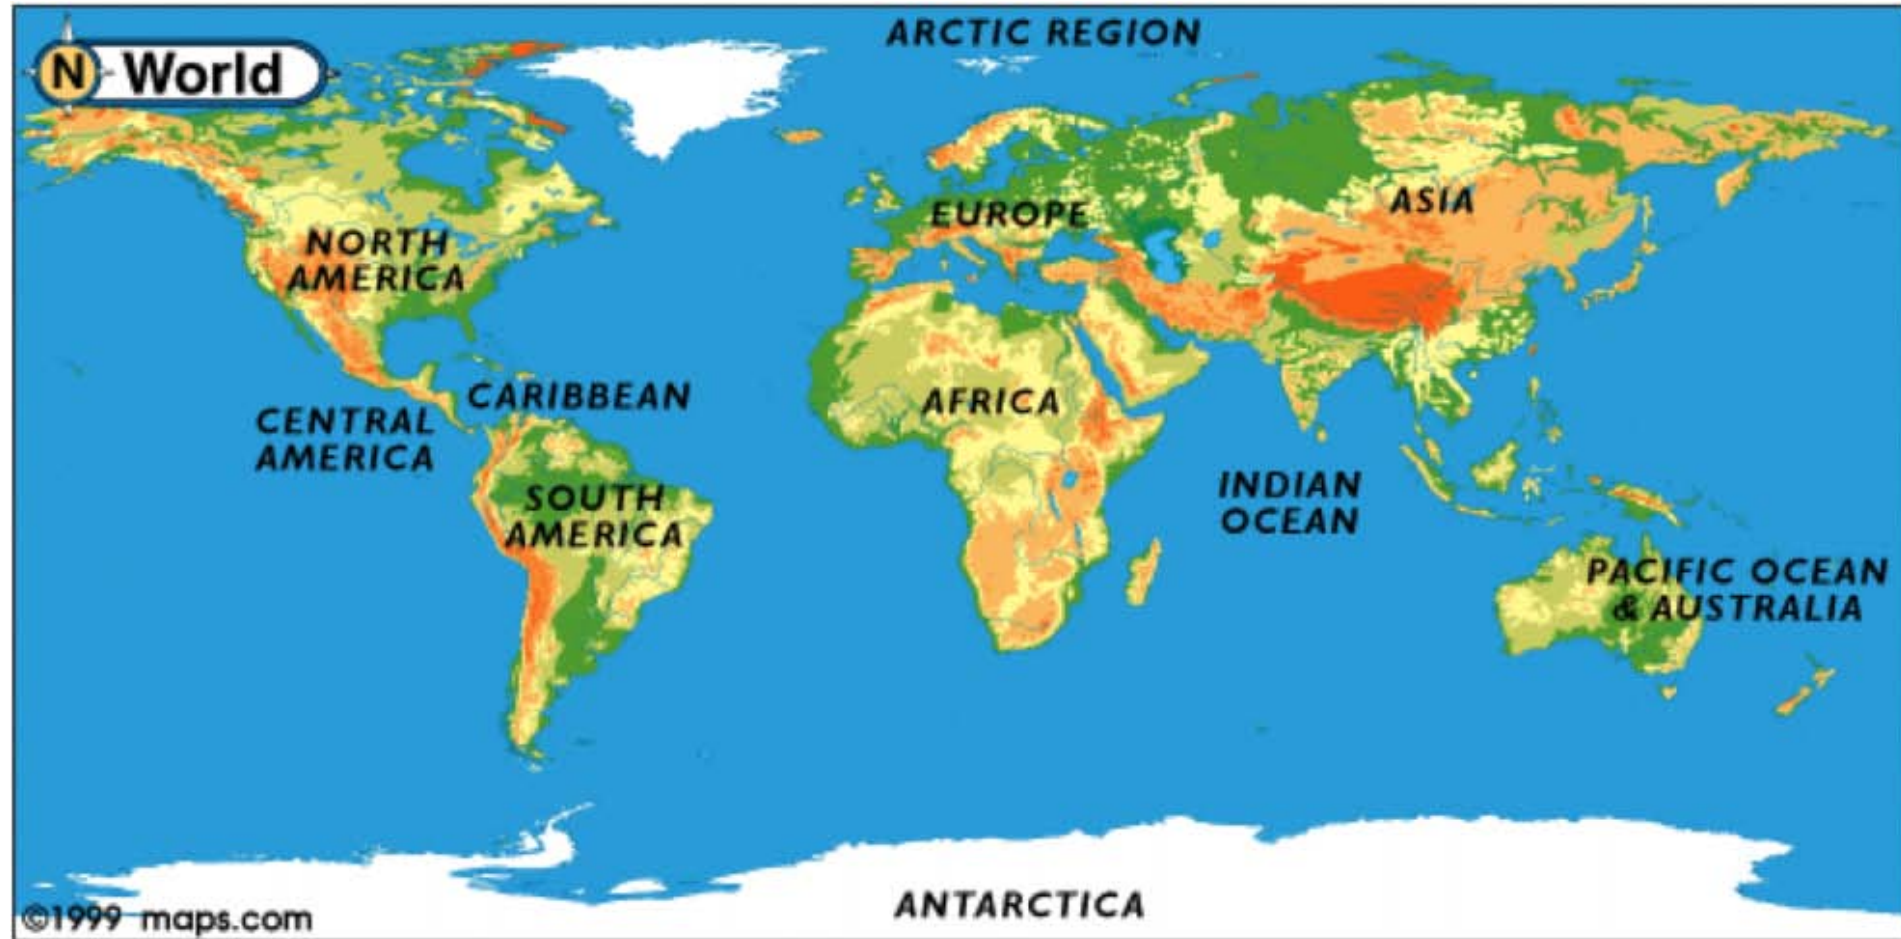 ARCTIC REGION
N World
EUROPE
ASIA
NORTH
AMERICA
CARIBBEAN
CENTRAL
AMERICA
AFRICA
SOUTH
AMERICA
INDIAN
OCEAN
PACIFIC OCEAN
& AUSTRALIA
ANTARCTICA
©1999 maps.com